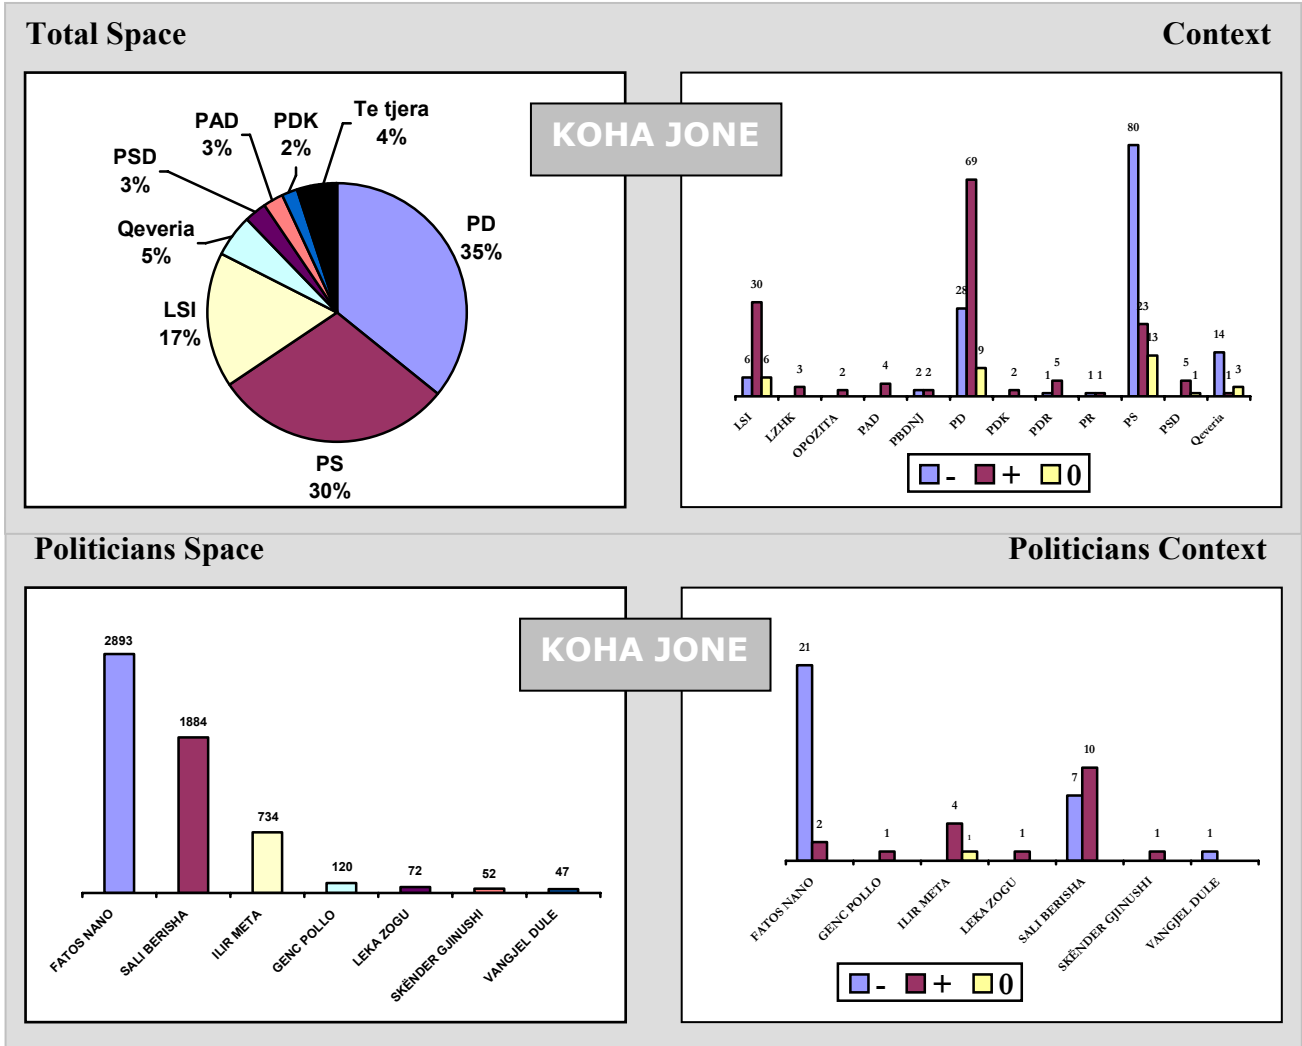 Total Space
Context
KOHA JONE
Te tjera
4%
PDK
2%
PAD
3%
PSD
3%
Qeveria
5%
LSI
17%
PD
35%
PS
30%
6 30 6
3
2
4
2 2
28 69 9
2
1 5
1 1
80 23 13
5 1
14 1 3
LSI
LZHK
OPOZITA
PAD
PBDNJ
PD
PDK
PDR
PR
PS
PSD
Qeveria
- + 0
Politicians Space
Politicians Context
KOHA JONE
2893
1884
734
120
72
52
47
FATOS NANO
SALI BERISHA
ILIR META
GENC POLLO
LEKA ZOGU
SKËNDER GJINUSHI
VANGJEL DULE
21 2
1
4 1
1
7 10
1
1
FATOS NANO
GENC POLLO
ILIR META
LEKA ZOGU
SALI BERISHA
SKËNDER GJINUSHI
VANGJEL DULE
- + 0